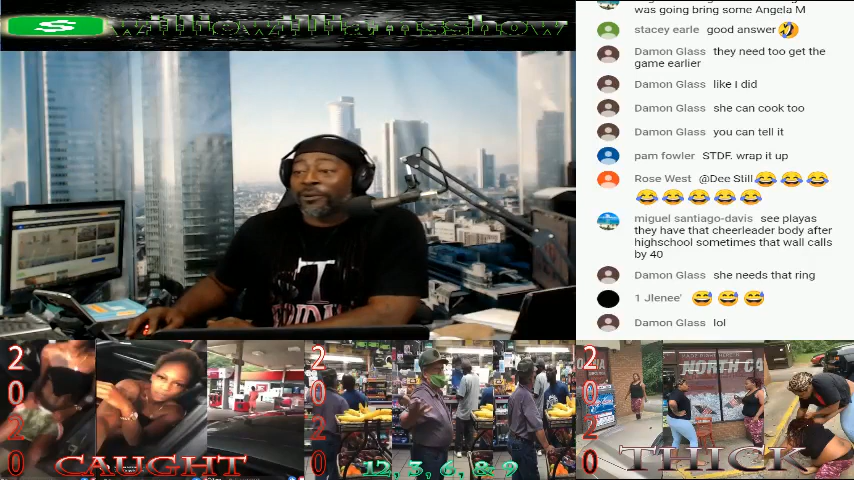 $
williowilliamsshow
was going bring some Angela M
stacey earle good answer🤣
Damon Glass they need too get the
game earlier
Damon Glass like I did
Damon Glass she can cook too
Damon Glass you can tell it
pam fowler STDF. wrap it up
Rose West @Dee Still😂😂😂
😂😂😂😂😂
miguel santiago-davis see playas
they have that cheerleader body after
highschool sometimes that wall calls
by 40
Damon Glass she needs that ring
1 Jlenee' 😅😅😅
Damon Glass lol
2020
CAUGHT
2020
12, 3, 6, & 9
2020
NORTH
THICK